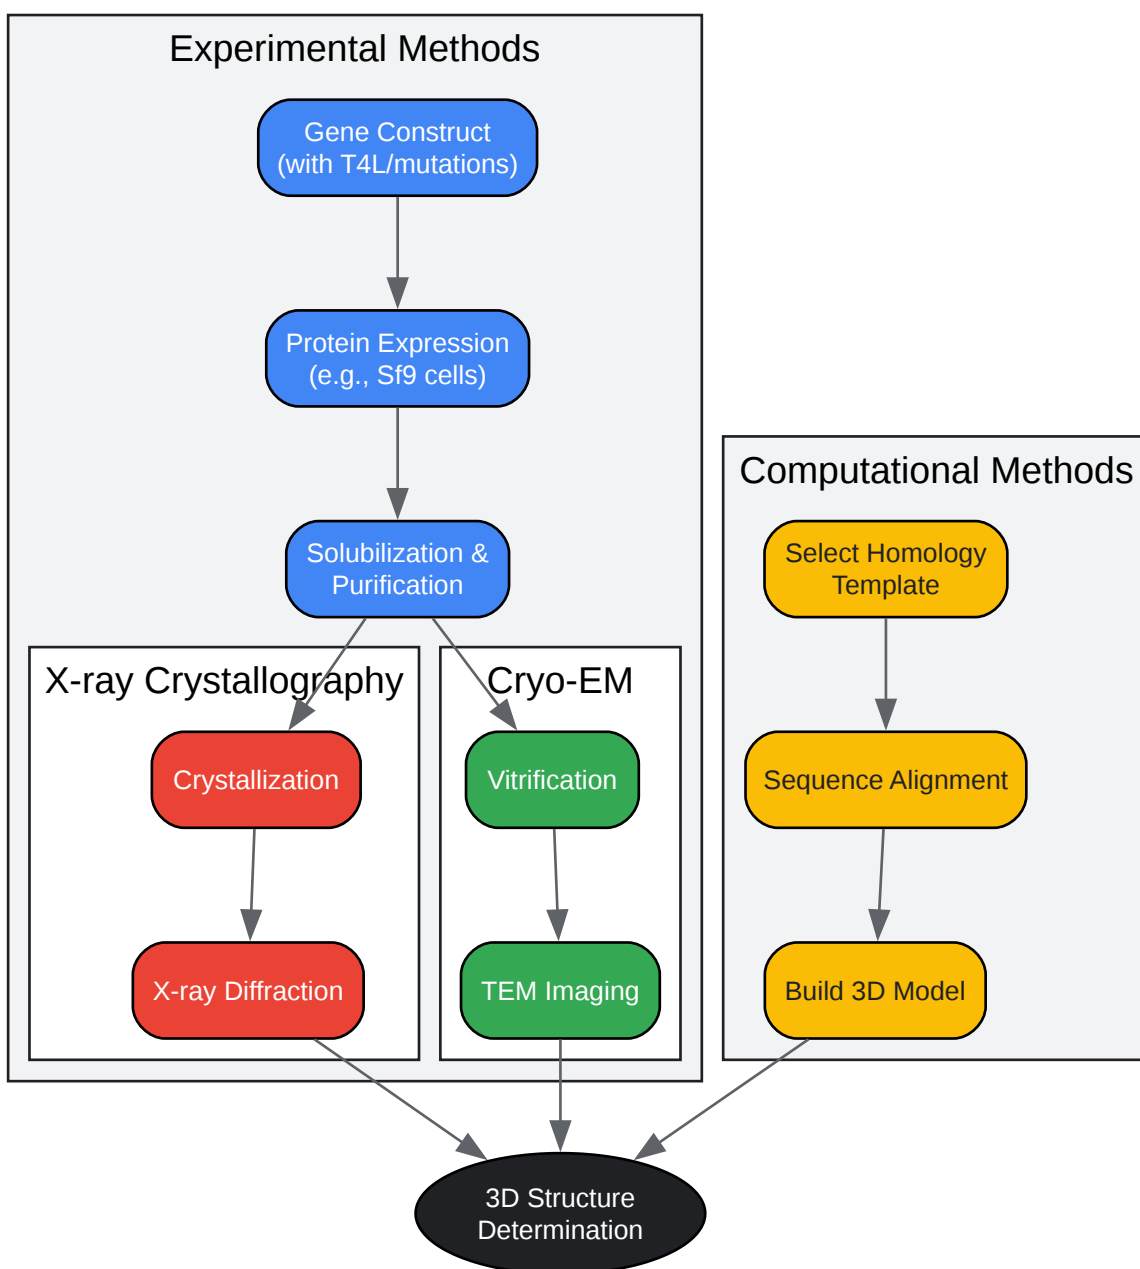 Experimental Methods
Gene Construct
(with T4L/mutations)
Protein Expression
(e.g., Sf9 cells)
Solubilization &
Purification
X-ray Crystallography
Crystallization
X-ray Diffraction
Cryo-EM
Vitrification
TEM Imaging
Computational Methods
Select Homology
Template
Sequence Alignment
Build 3D Model
3D Structure
Determination